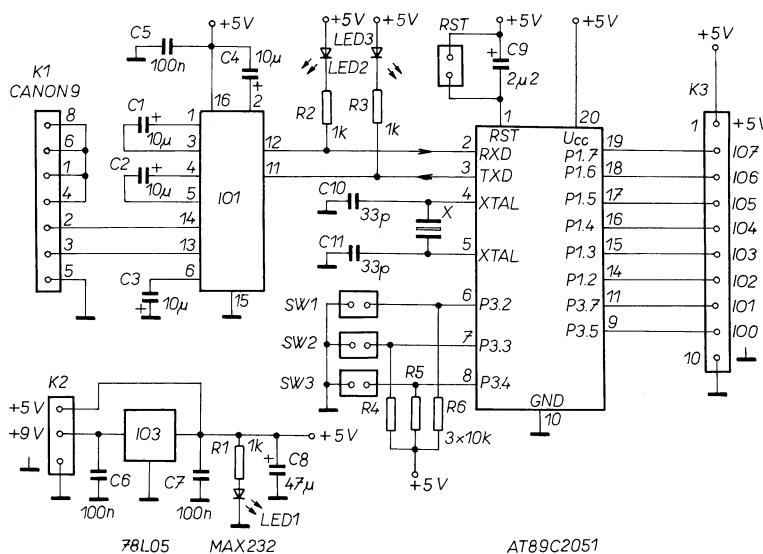 C5
+5V
+5V
RST
+5V
+5V
LED3
LED2
C9
2µ2
K1
CANON9
100n
C4
10µ
+
K3
8
6
1
4
2
3
5
C1
+
10µ
C2
+
10µ
1
3
4
5
6
16
2
IO1
12
11
14
13
15
R2
1k
R3
1k
C3
+
10µ
C10
33p
C11
33p
X
1
RST
2
RXD
3
TXD
4
XTAL
5
XTAL
6
P3.2
7
P3.3
8
P3.4
20
Ucc
P1.7
19
P1.6
18
P1.5
17
P1.4
16
P1.3
15
P1.2
14
P3.7
11
P3.5
9
GND
10
1
+5V
IO7
IO6
IO5
IO4
IO3
IO2
IO1
IO0
10
+5V
SW1
SW2
SW3
R4
R5
R6
3×10k
+5V
K2
+5V
+9V
IO3
C6
100n
C7
100n
R1
1k
+
C8
47µ
+5V
LED1
78L05
MAX232
AT89C2051